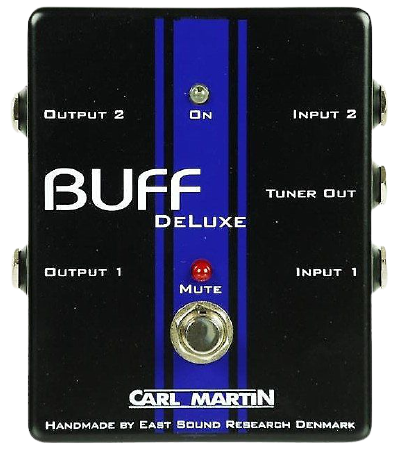 OUTPUT 2 ON INPUT 2
BUFF TUNER OUT
DELUXE
OUTPUT 1 INPUT 1
MUTE
CARL MARTIN
HANDMADE BY EAST SOUND RESEARCH DENMARK